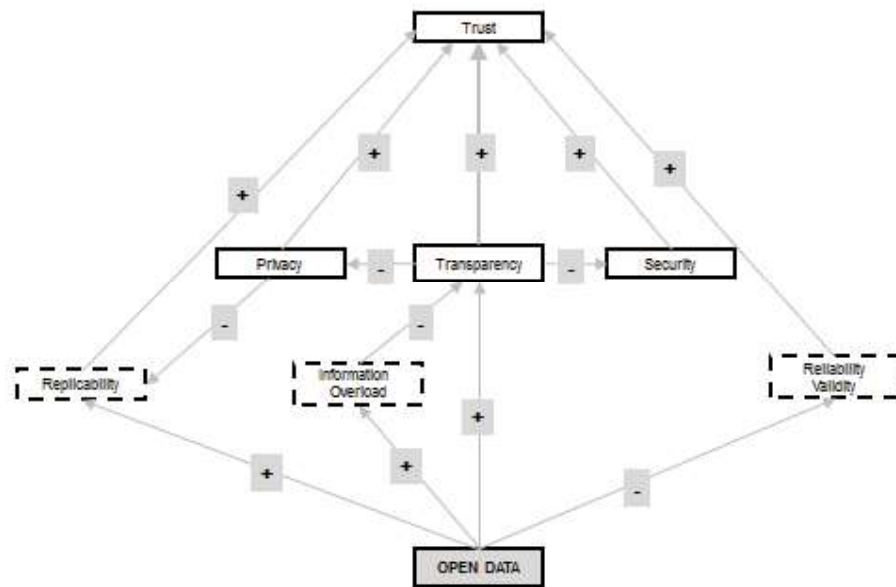 Trust
+
+
+
+
+
Privacy
-
Transparency
-
Security
-
-
Replicability
Information
Overload
Reliability
Validity
+
+
+
-
OPEN DATA